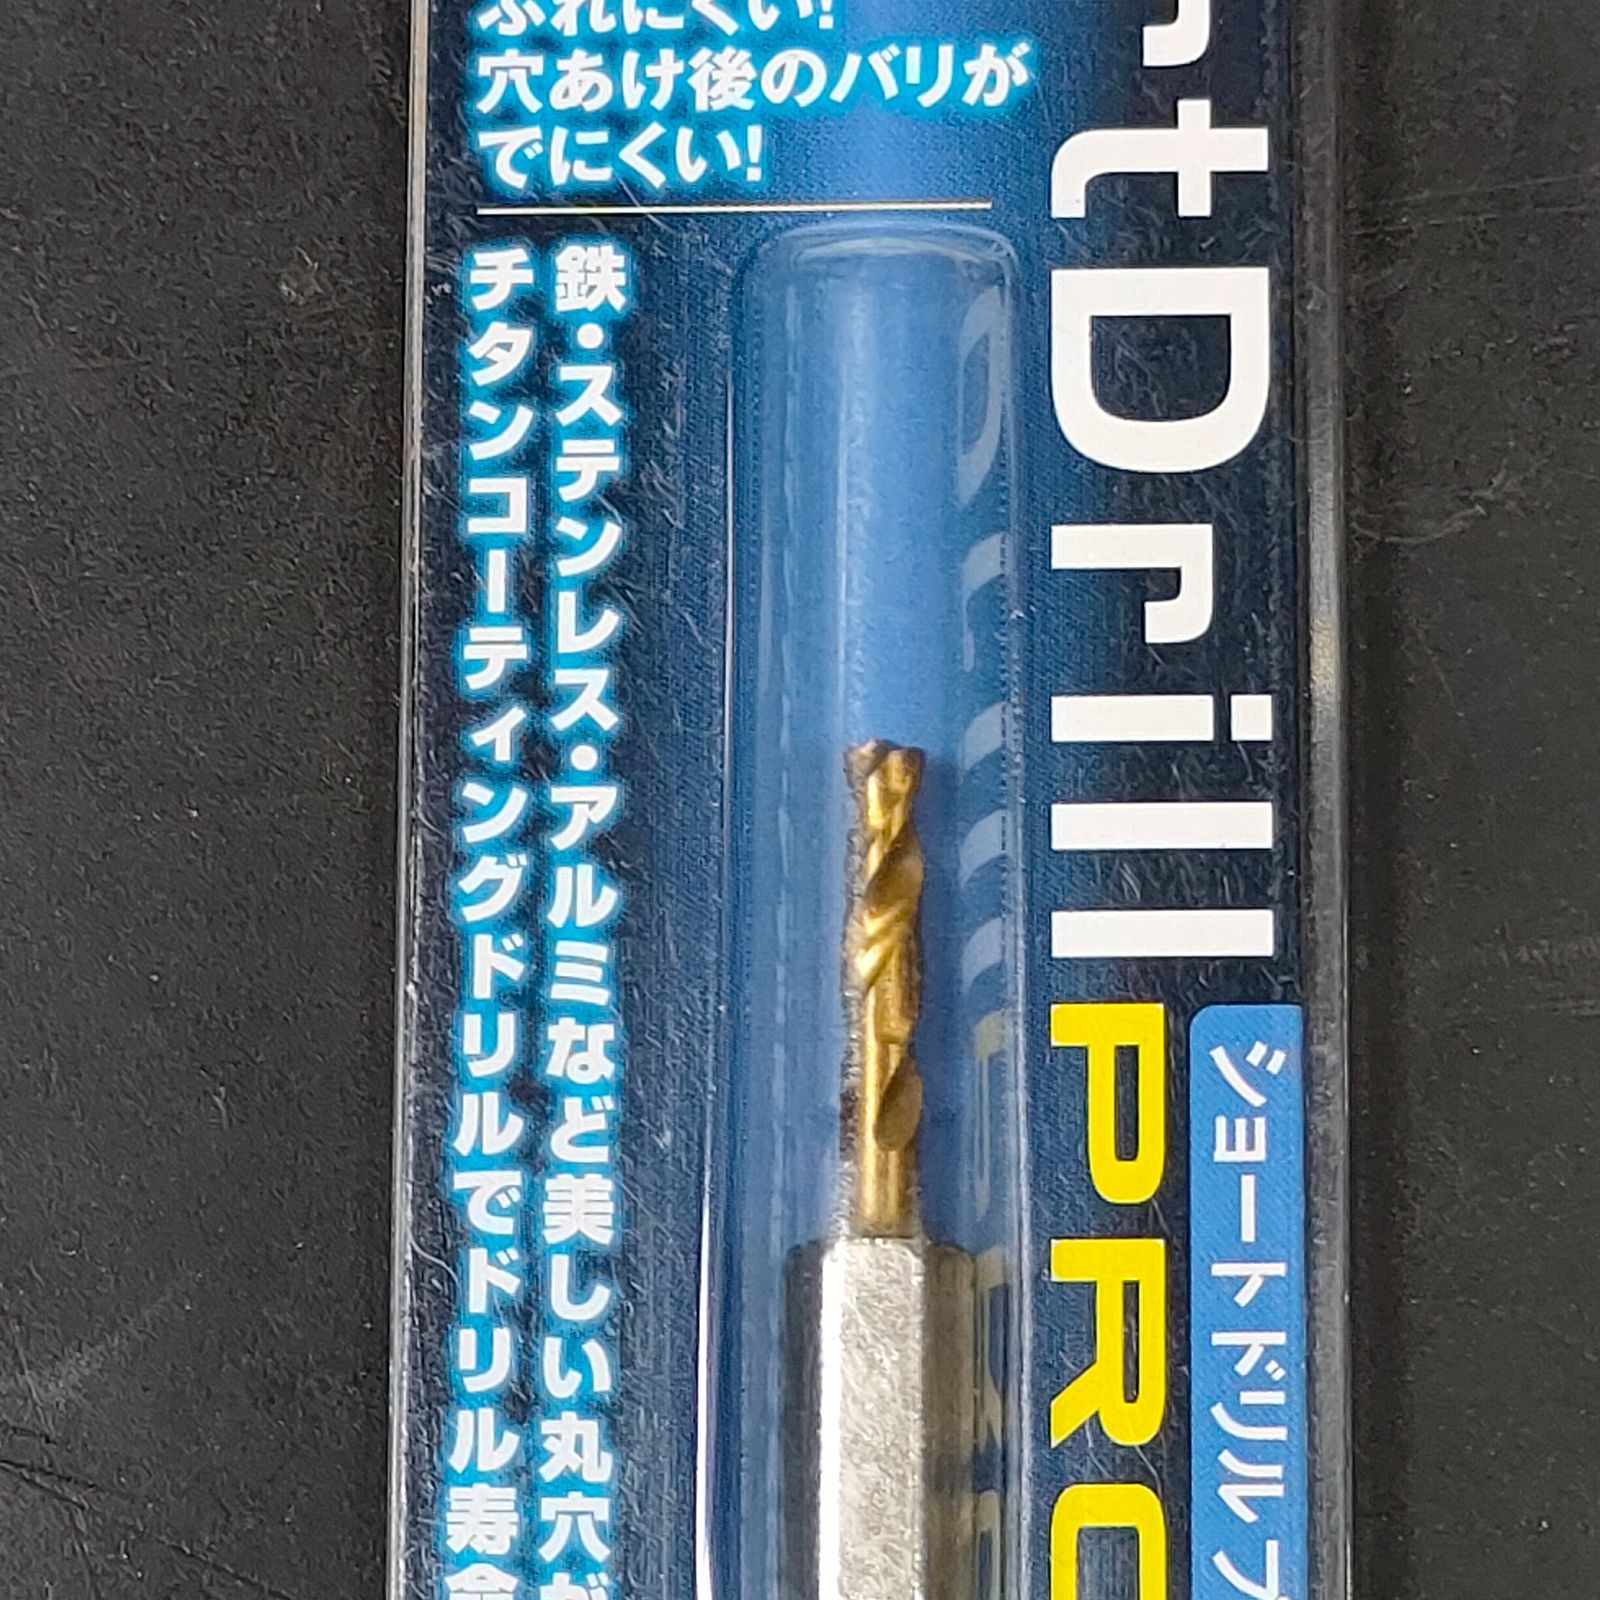 ぶれにくい!
穴あけ後のバリが
でにくい!
鉄・ステンレス・アルミなど美しい丸穴が
チタンコーティングドリルでドリル寿命
rtDrill PRO
ショートドリルプ